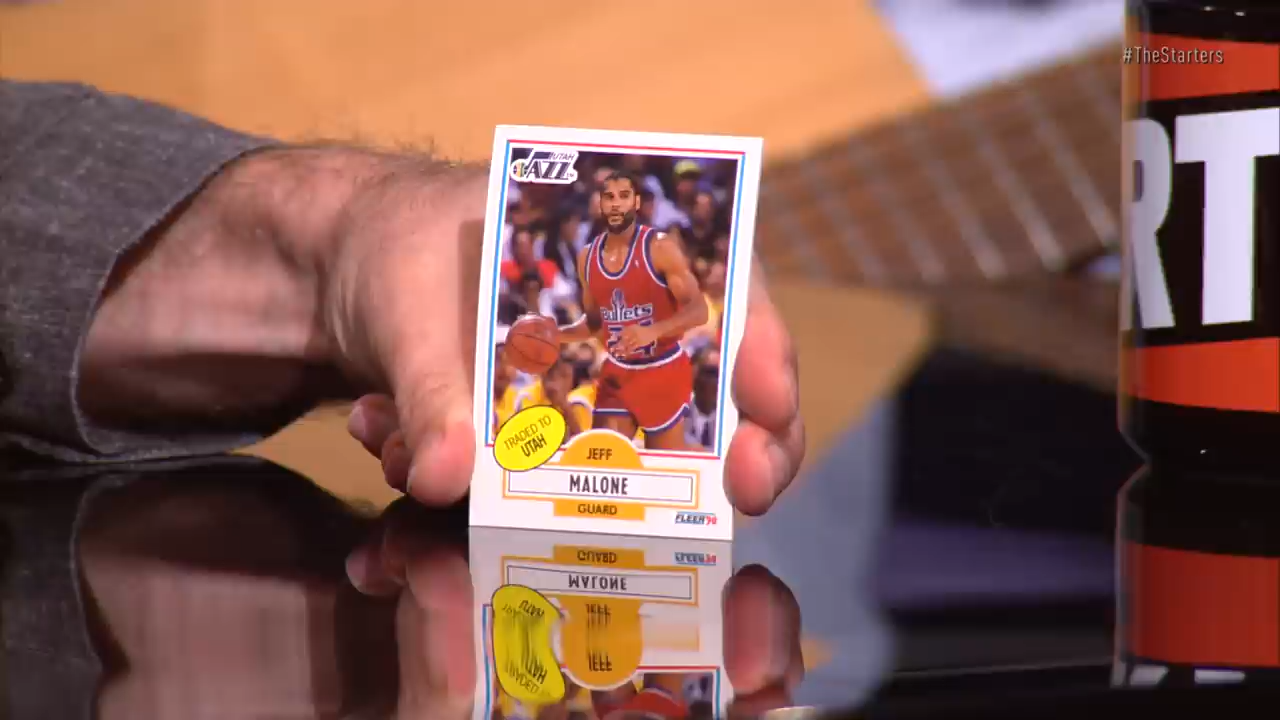 #TheStarters
RT
UTAH
JAZZ
Bullets
TRADED TO
UTAH
JEFF
MALONE
GUARD
FLEER '90